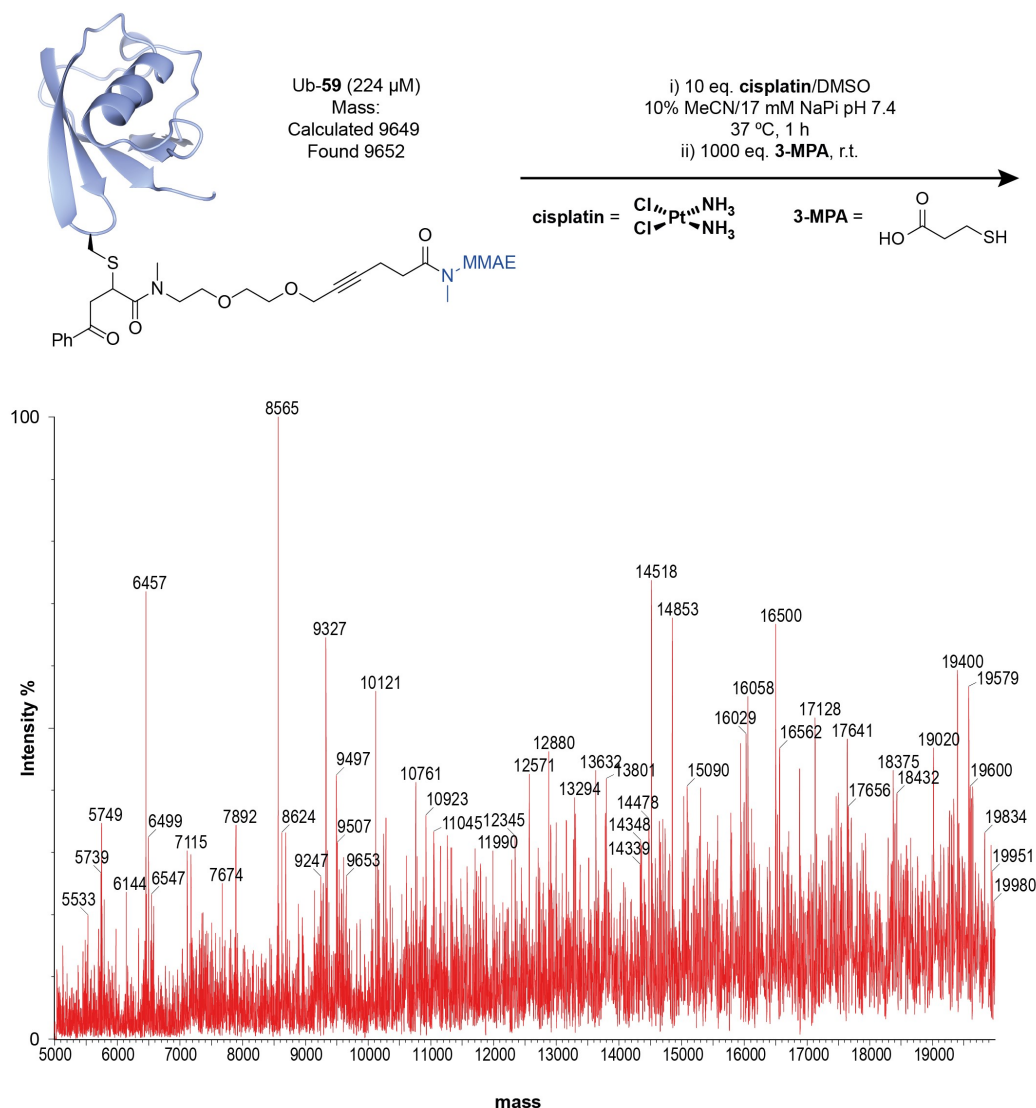 Ub-59 (224 µM)
Mass:
Calculated 9649
Found 9652
i) 10 eq. cisplatin/DMSO
10% MeCN/17 mM NaPi pH 7.4
37 ºC, 1 h
ii) 1000 eq. 3-MPA, r.t.
cisplatin =
Cl Pt NH3
Cl NH3
3-MPA =
O
HO SH
S
O
N
O
O
O
N MMAE
Ph O
100
Intensity %
0
8565
6457
14518
14853
16500
9327
19400
19579
10121
16058
16029
17128
16562
17641
19020
12880
9497
12571
13632
13801
18375
18432
19600
10761
13294
15090
17656
10923
14478
5749
6499
7892
8624
9507
11045
12345
14348
19834
7115
11990
14339
5739
9247
9653
19951
6144
6547
7674
19980
5533
5000 6000 7000 8000 9000 10000 11000 12000 13000 14000 15000 16000 17000 18000 19000
mass